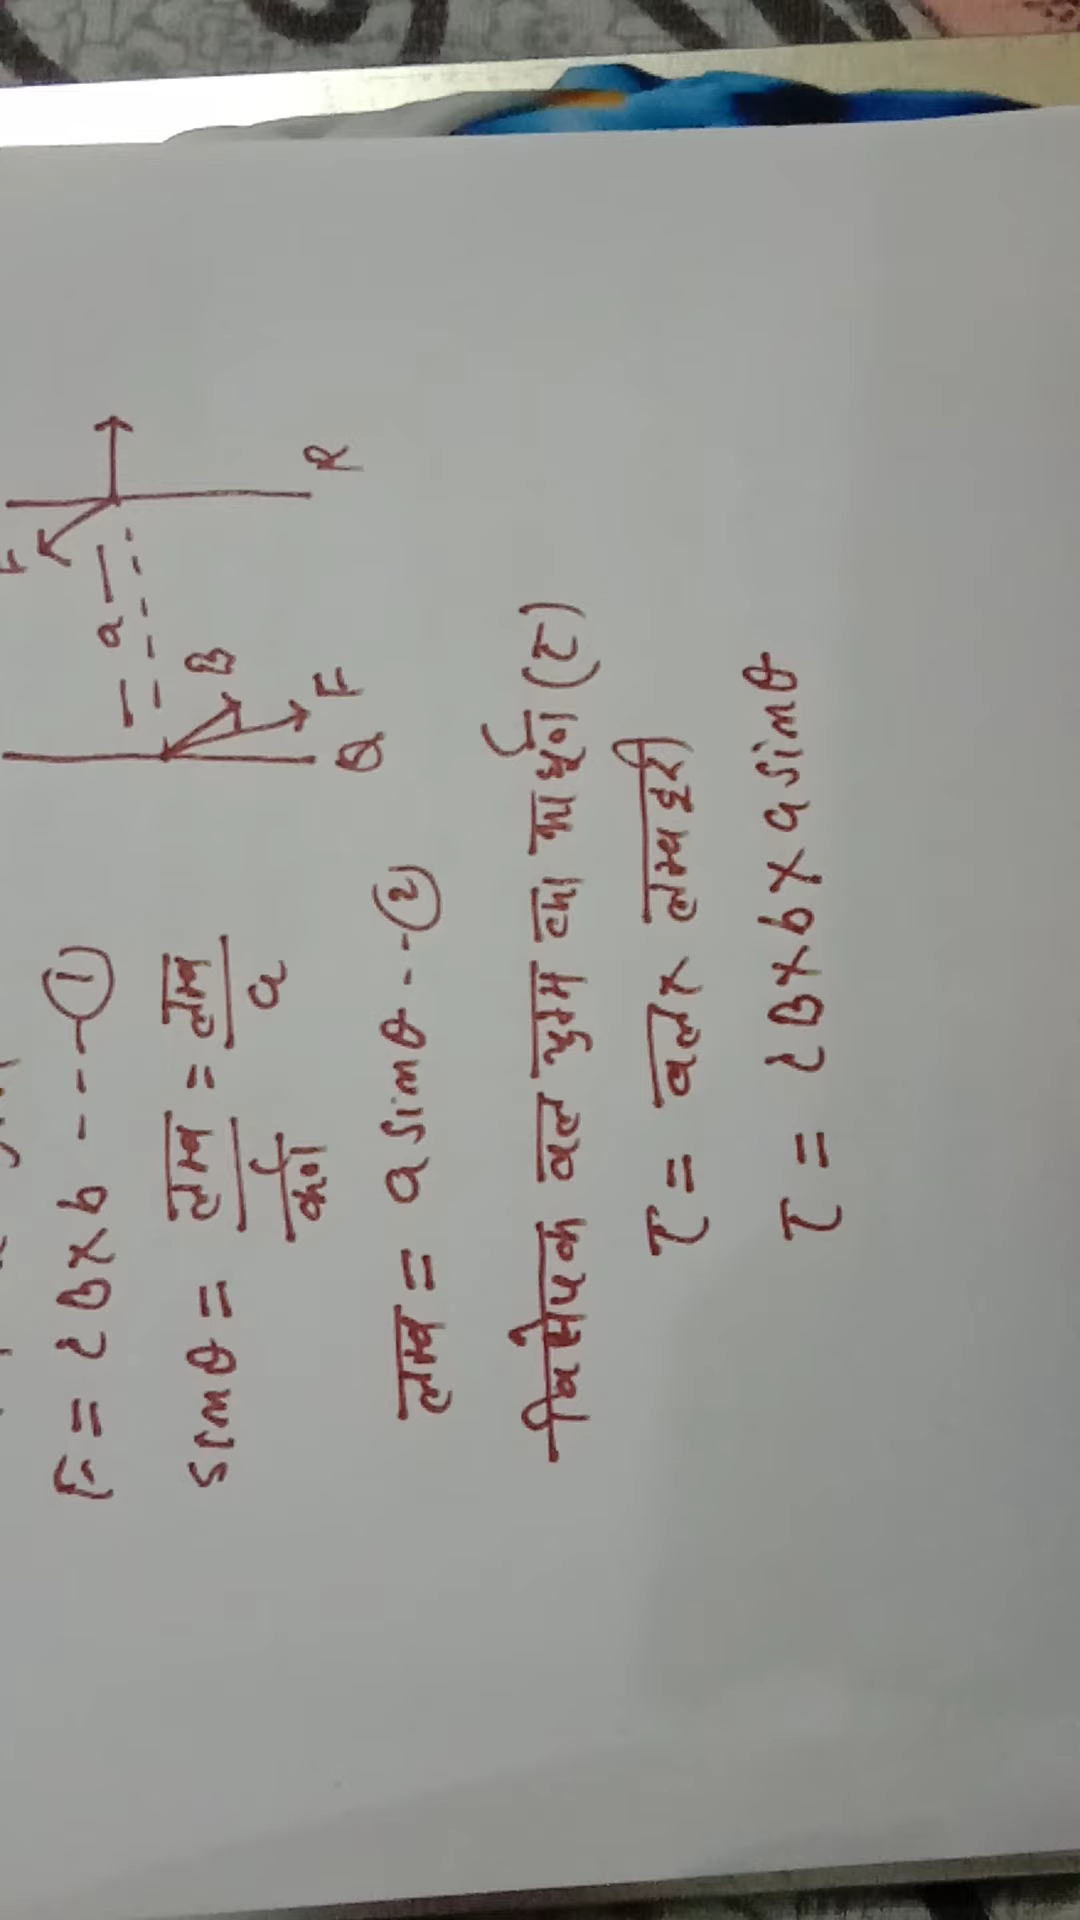 F
a
B
F
Q
R
F = iB×b --- ①
sinθ = लम्ब/कर्ण = लम्ब/a
लम्ब = a sinθ -- ②
विक्षेपक बल युग्म का आघूर्ण (τ)
τ = बल × लम्ब दूरी
τ = iB×b×a sinθ